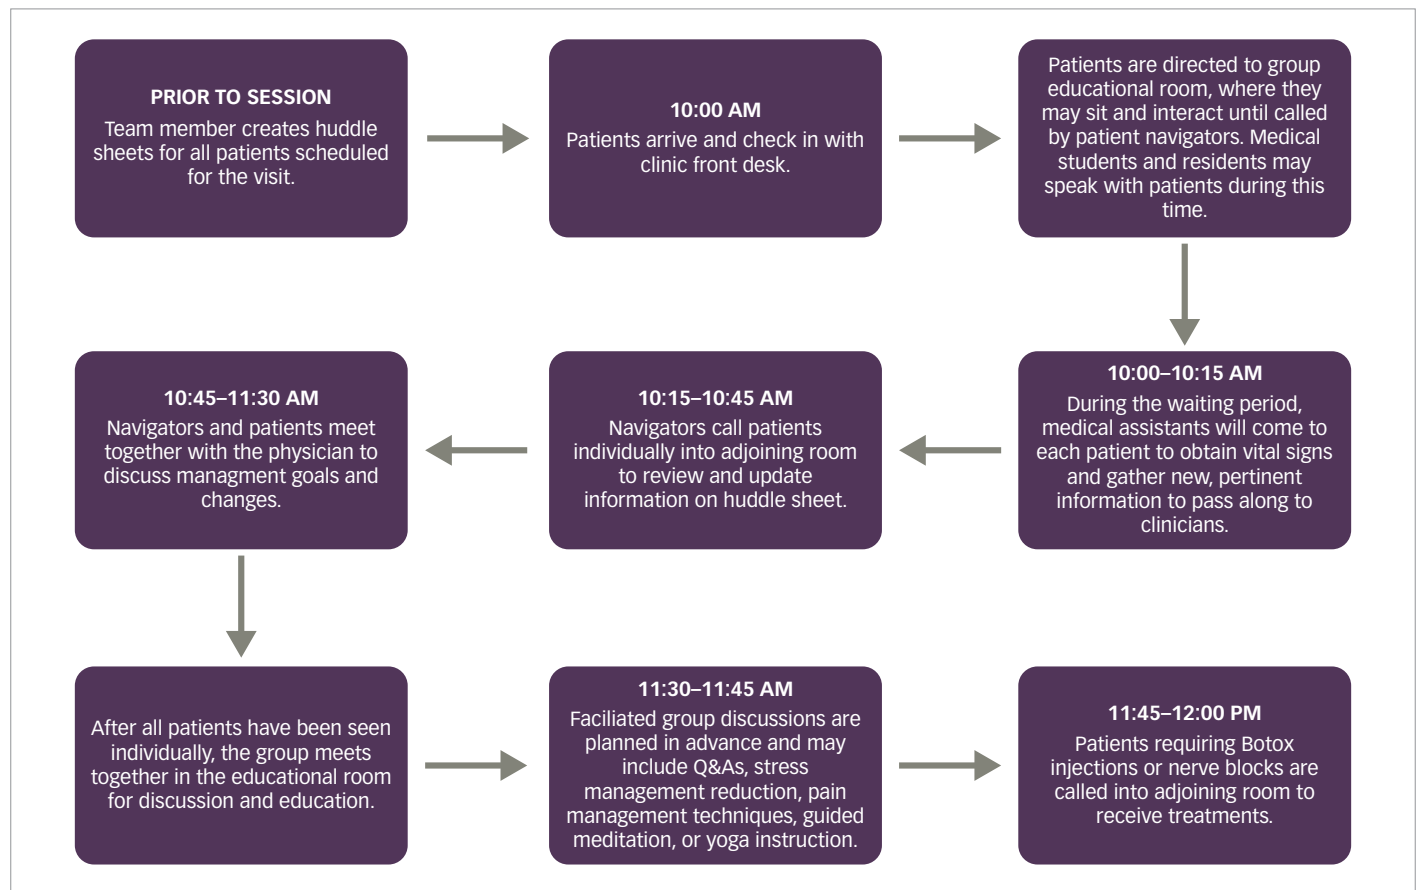 PRIOR TO SESSION
Team member creates huddle
sheets for all patients scheduled
for the visit.
10:00 AM
Patients arrive and check in with
clinic front desk.
Patients are directed to group
educational room, where they
may sit and interact until called
by patient navigators. Medical
students and residents may
speak with patients during this
time.
10:00–10:15 AM
During the waiting period,
medical assistants will come to
each patient to obtain vital signs
and gather new, pertinent
information to pass along to
clinicians.
10:15–10:45 AM
Navigators call patients
individually into adjoining room
to review and update
information on huddle sheet.
10:45–11:30 AM
Navigators and patients meet
together with the physician to
discuss managment goals and
changes.
After all patients have been seen
individually, the group meets
together in the educational room
for discussion and education.
11:30–11:45 AM
Faciliated group discussions are
planned in advance and may
include Q&As, stress
management reduction, pain
management techniques, guided
meditation, or yoga instruction.
11:45–12:00 PM
Patients requiring Botox
injections or nerve blocks are
called into adjoining room to
receive treatments.